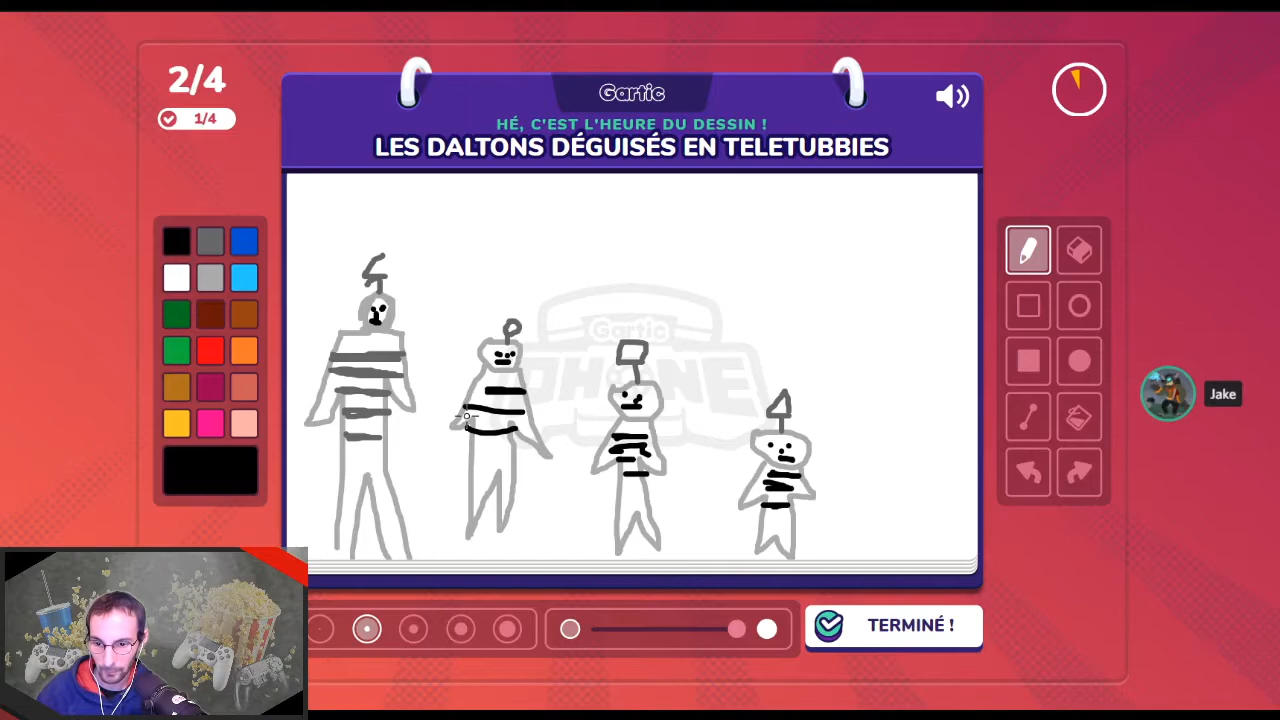 2/4
1/4
Gartic
HÉ, C'EST L'HEURE DU DESSIN !
LES DALTONS DÉGUISÉS EN TELETUBBIES
Gartic
PHONE
Jake
TERMINÉ !